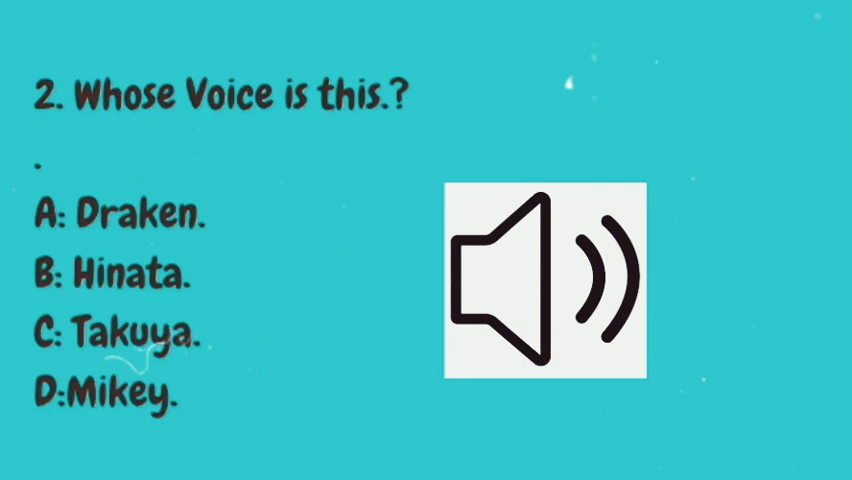 2. Whose Voice is this.?
.
A: Draken.
B: Hinata.
C: Takuya.
D:Mikey.